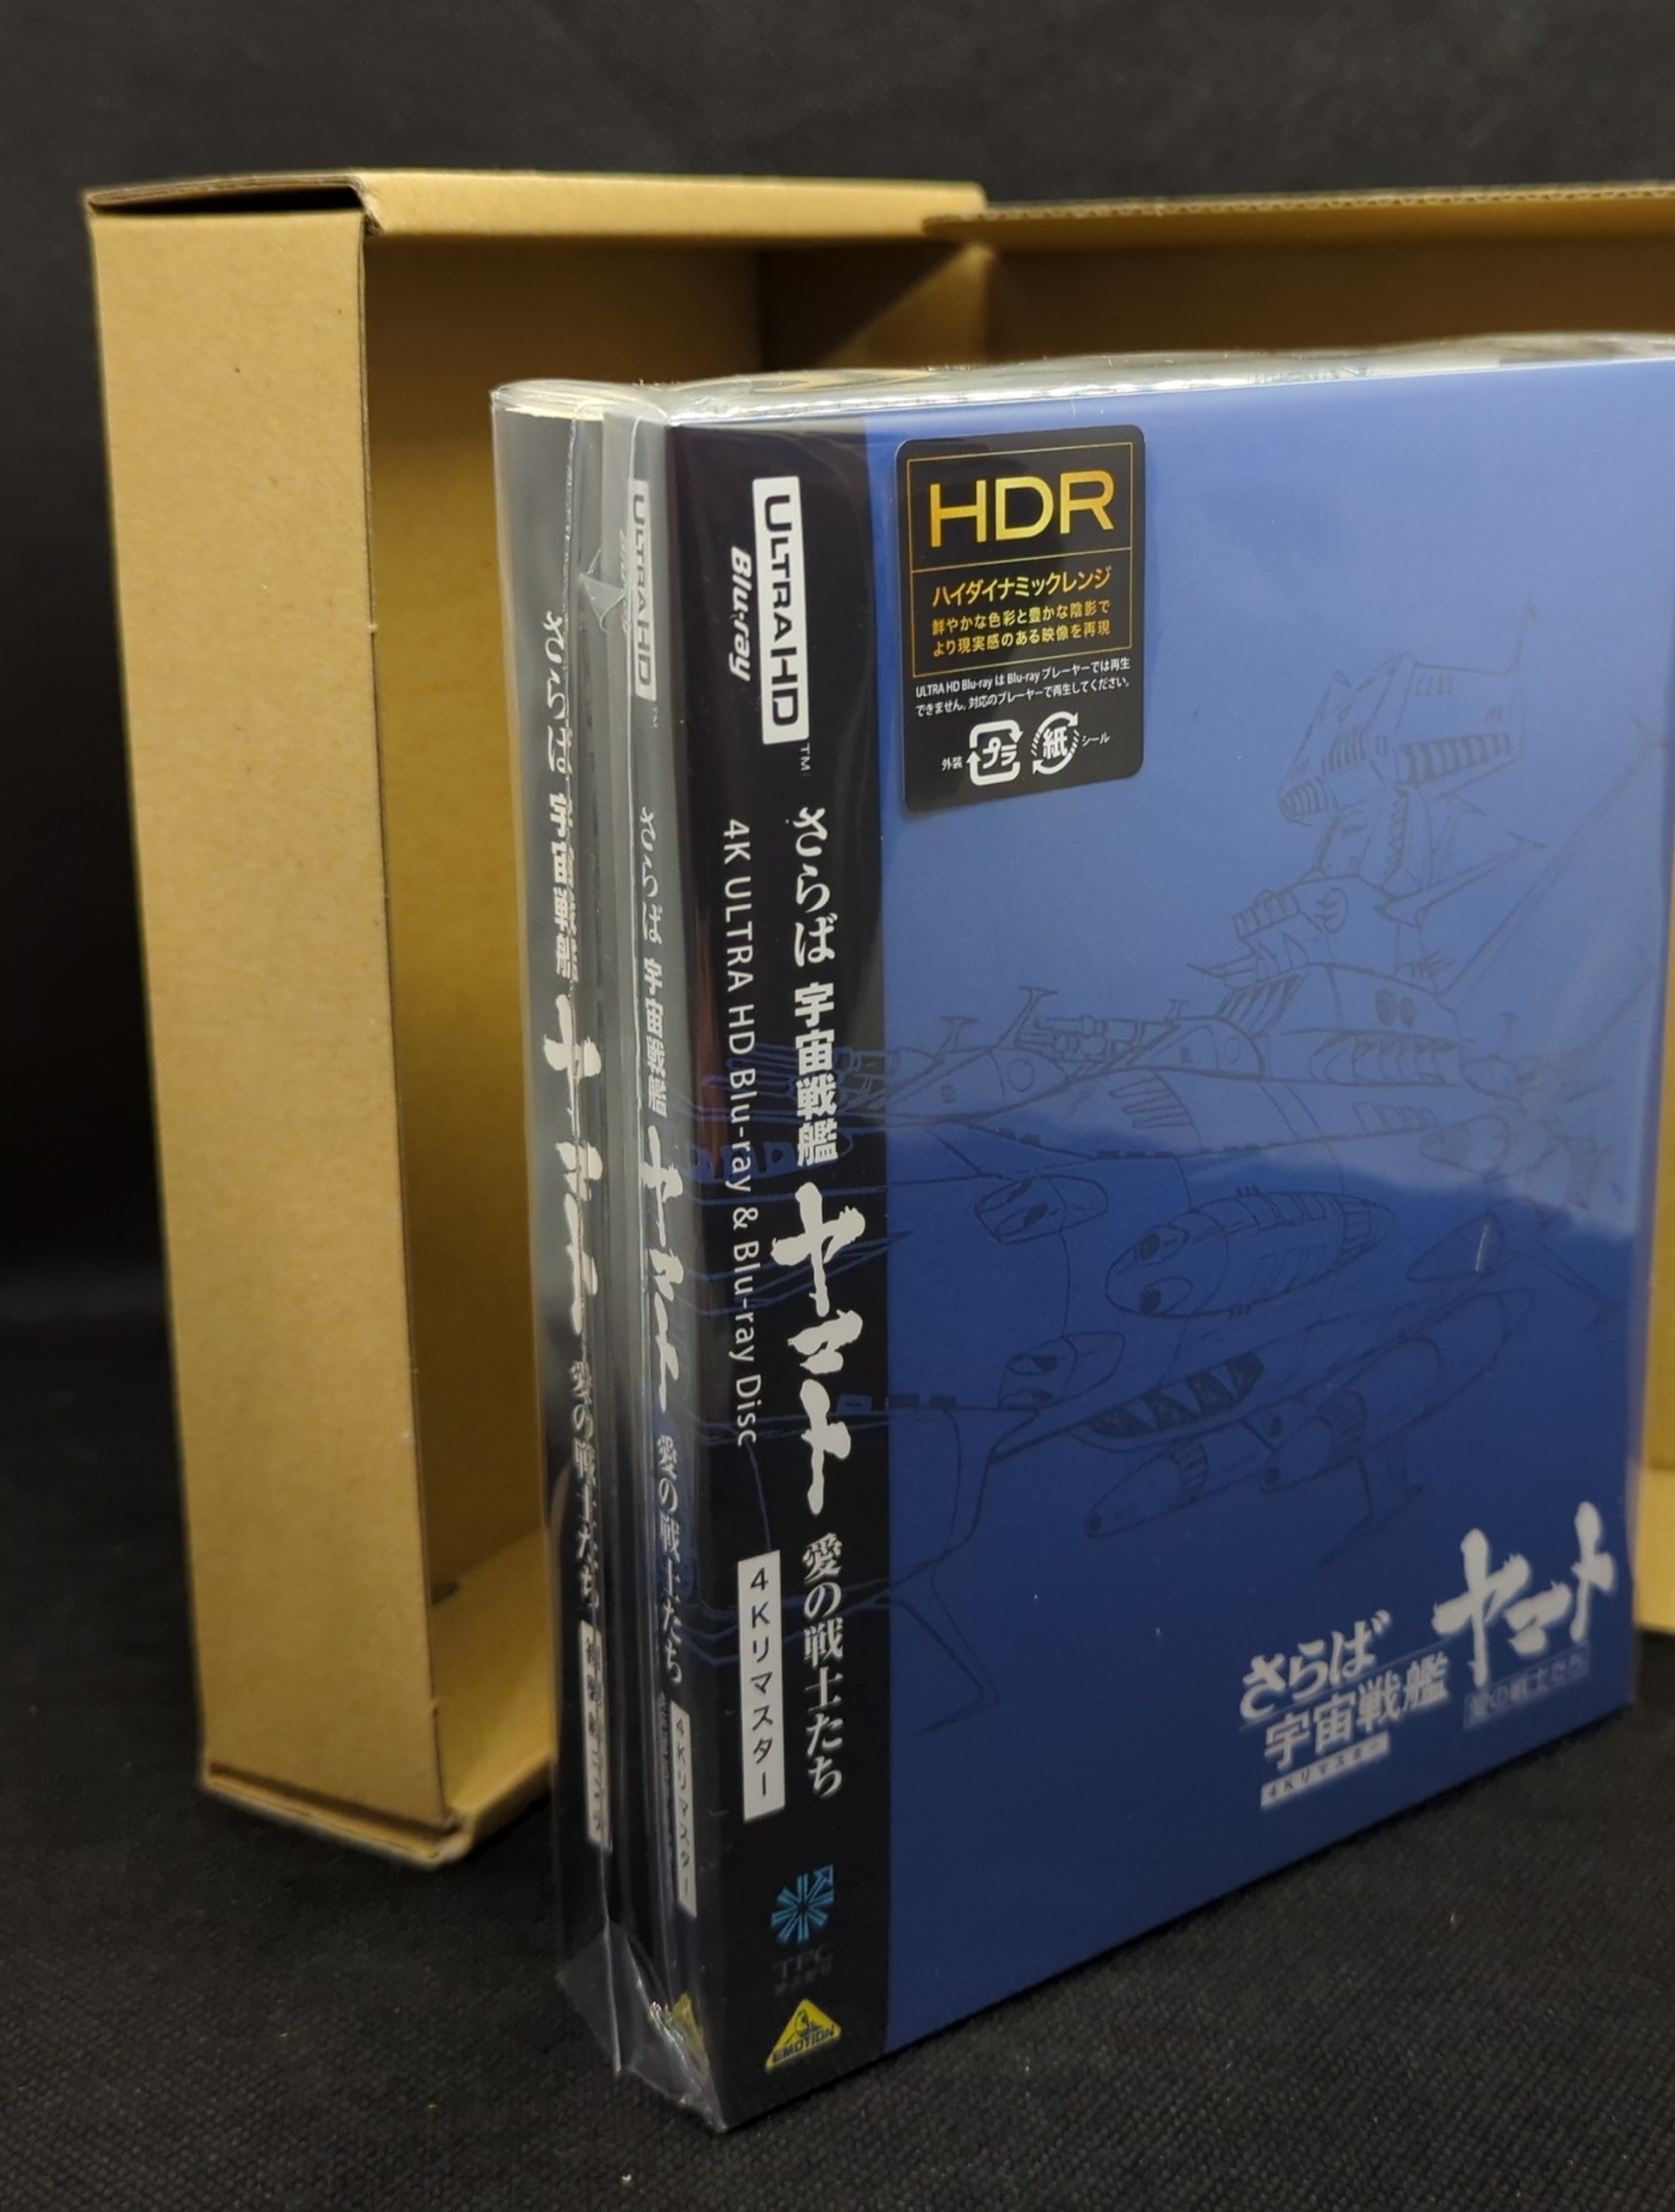 さらば 宇宙戦艦 ヤマト 愛の戦士たち
ULTRA HD
さらば 宇宙戦艦 ヤマト 愛の戦士たち
4Kリマスター
ULTRA HD™
Blu-ray
さらば 宇宙戦艦 ヤマト 愛の戦士たち
4K ULTRA HD Blu-ray & Blu-ray Disc
4Kリマスター
EMOTION
HDR
ハイダイナミックレンジ
鮮やかな色彩と豊かな陰影で
より現実感のある映像を再現
ULTRA HD Blu-ray は Blu-ray プレーヤーでは再生
できません。対応のプレーヤーで再生してください。
外装 プラ 紙 シール
さらば
宇宙戦艦
ヤマト
愛の戦士たち
4Kリマスター